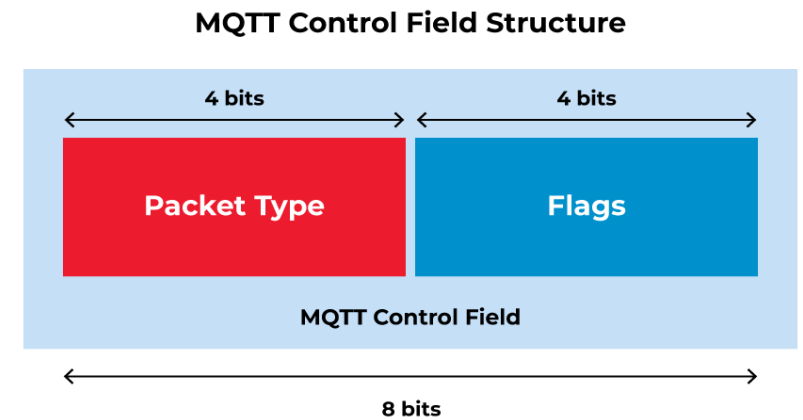 MQTT Control Field Structure
4 bits
4 bits
Packet Type
Flags
MQTT Control Field
8 bits